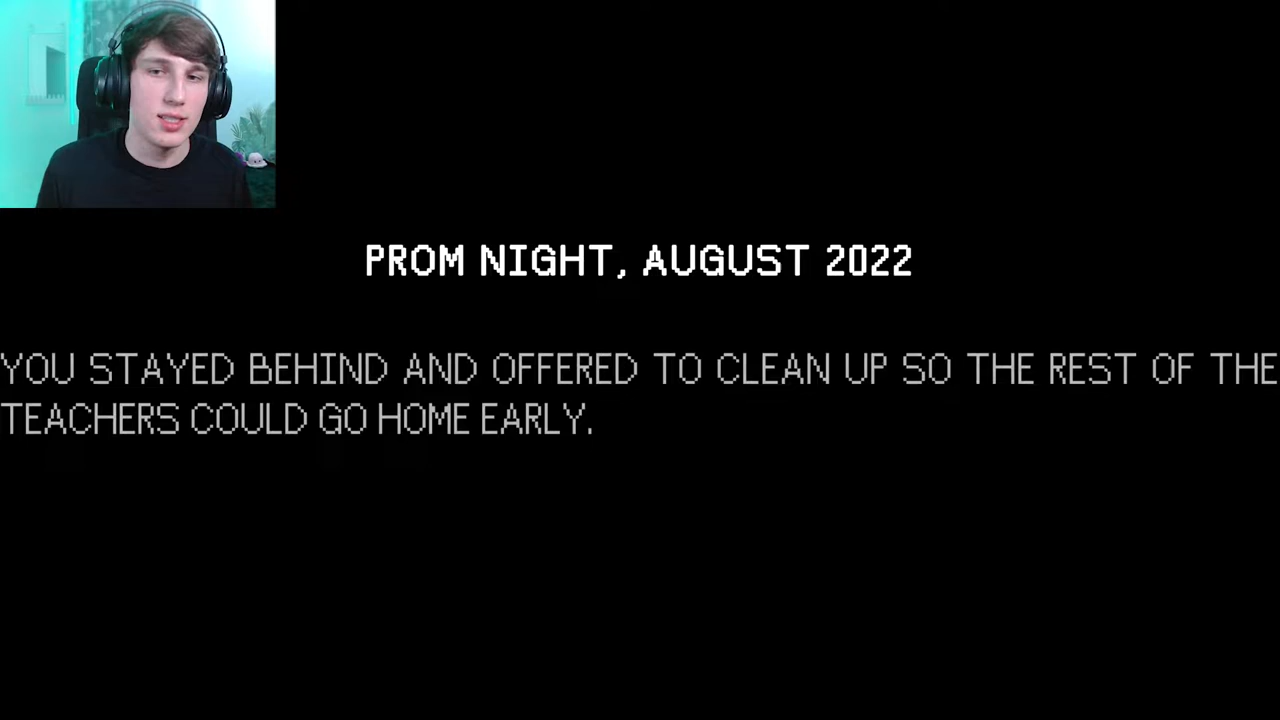 PROM NIGHT, AUGUST 2022
YOU STAYED BEHIND AND OFFERED TO CLEAN UP SO THE REST OF THE
TEACHERS COULD GO HOME EARLY.